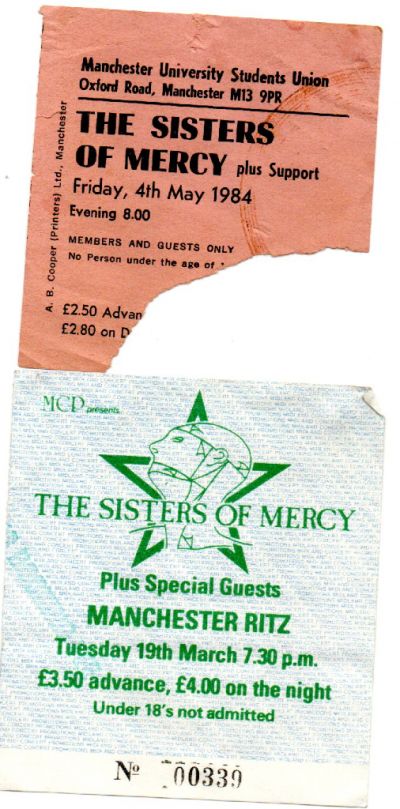 Manchester University Students Union
Oxford Road, Manchester M13 9PR
THE SISTERS
OF MERCY plus Support
Friday, 4th May 1984
Evening 8.00
MEMBERS AND GUESTS ONLY
No Person under the age of
£2.50 Advan
£2.80 on D
A. B. Cooper (Printers) Ltd., Manchester
MCP presents
THE SISTERS OF MERCY
Plus Special Guests
MANCHESTER RITZ
Tuesday 19th March 7.30 p.m.
£3.50 advance, £4.00 on the night
Under 18's not admitted
No 00339